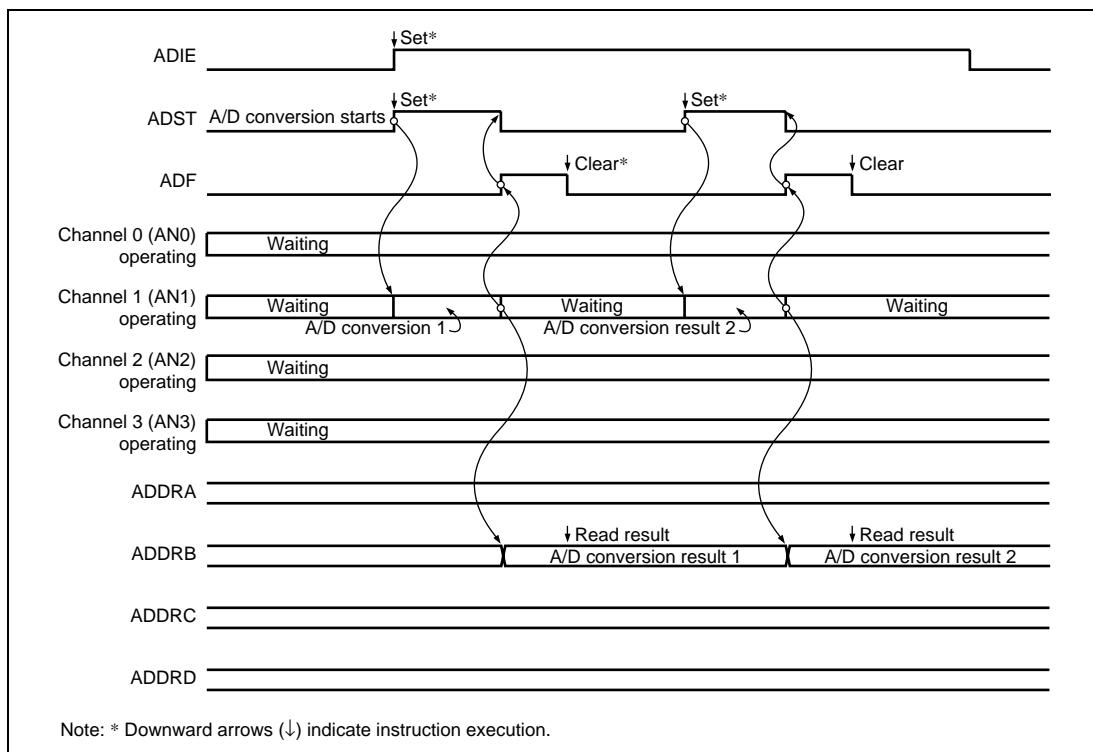 ↓Set*
ADIE
↓Set* ↓Set*
ADST A/D conversion starts
↓Clear* ↓Clear
ADF
Channel 0 (AN0) Waiting
operating
Channel 1 (AN1) Waiting Waiting Waiting
operating A/D conversion 1 A/D conversion result 2
Channel 2 (AN2) Waiting
operating
Channel 3 (AN3) Waiting
operating
ADDRA
↓Read result ↓Read result
ADDRB A/D conversion result 1 A/D conversion result 2
ADDRC
ADDRD
Note: * Downward arrows (↓) indicate instruction execution.